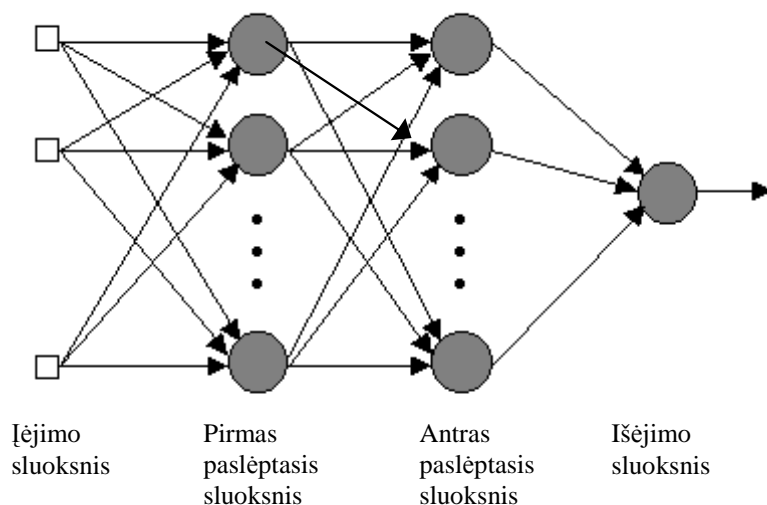 Įėjimo
sluoksnis
Pirmas
paslėptasis
sluoksnis
Antras
paslėptasis
sluoksnis
Išėjimo
sluoksnis